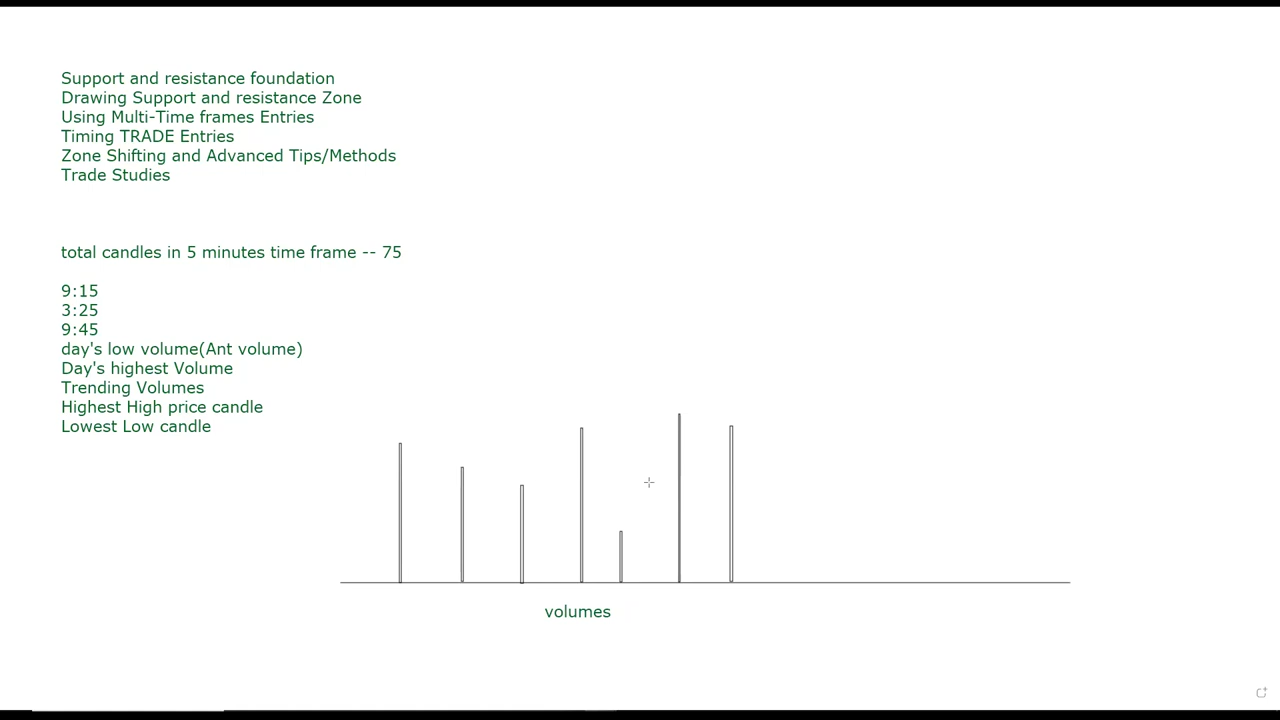 Support and resistance foundation
Drawing Support and resistance Zone
Using Multi-Time frames Entries
Timing TRADE Entries
Zone Shifting and Advanced Tips/Methods
Trade Studies
total candles in 5 minutes time frame -- 75
9:15
3:25
9:45
day's low volume(Ant volume)
Day's highest Volume
Trending Volumes
Highest High price candle
Lowest Low candle
volumes